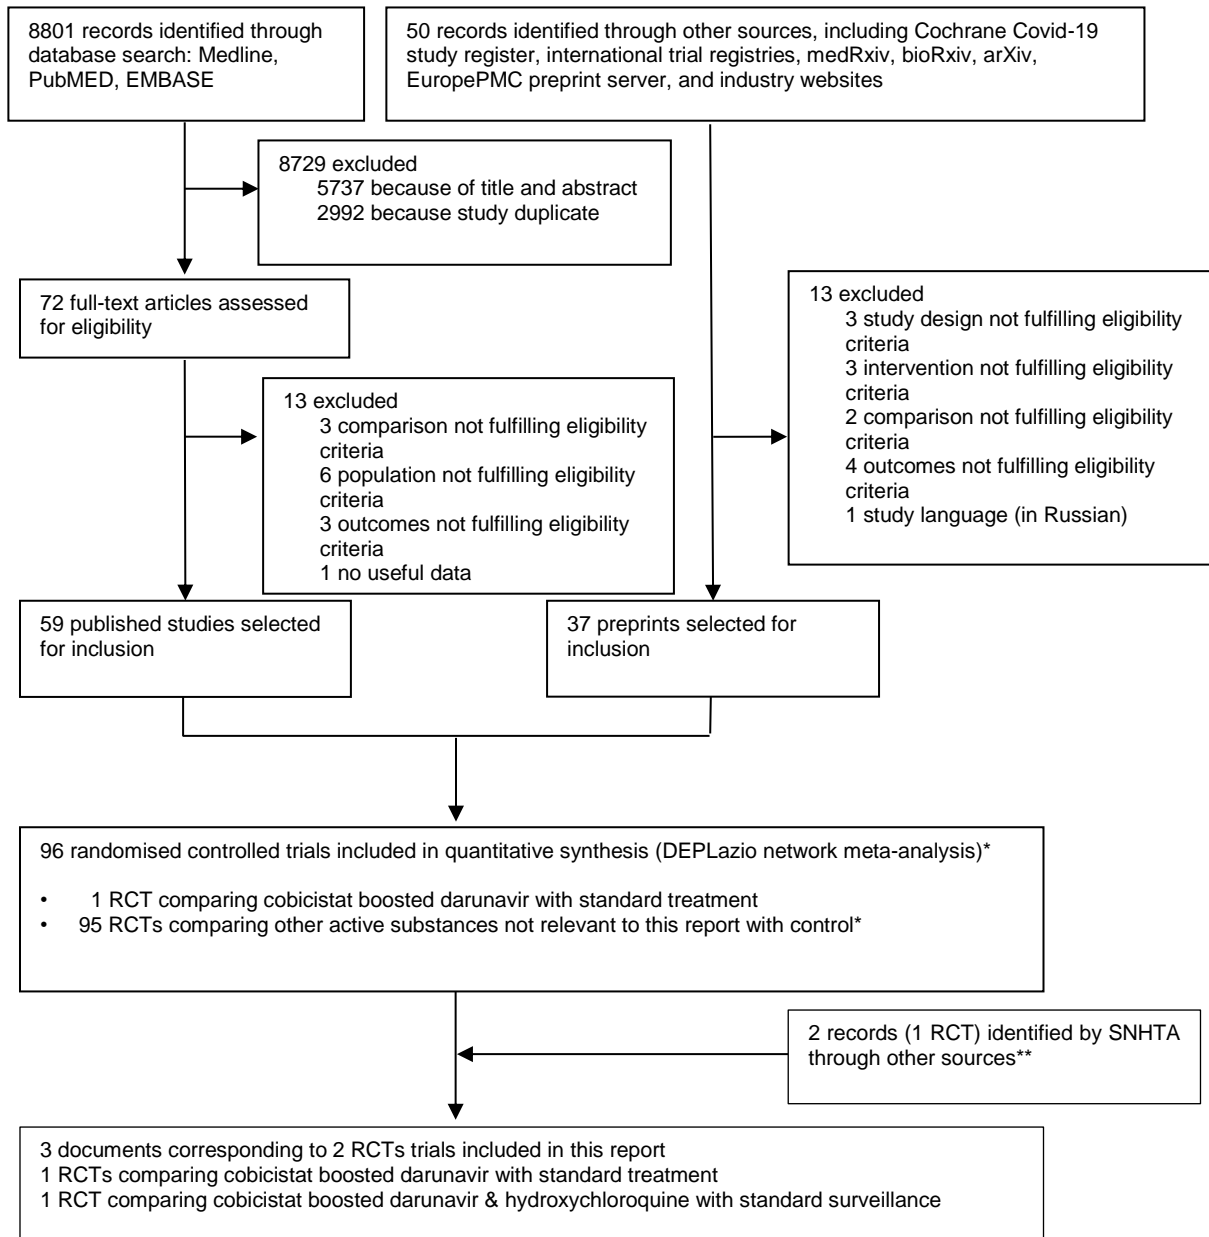 8801 records identified through
database search: Medline,
PubMED, EMBASE
50 records identified through other sources, including Cochrane Covid-19
study register, international trial registries, medRxiv, bioRxiv, arXiv,
EuropePMC preprint server, and industry websites
8729 excluded
5737 because of title and abstract
2992 because study duplicate
72 full-text articles assessed
for eligibility
13 excluded
3 study design not fulfilling eligibility
criteria
3 intervention not fulfilling eligibility
criteria
2 comparison not fulfilling eligibility
criteria
4 outcomes not fulfilling eligibility
criteria
1 study language (in Russian)
13 excluded
3 comparison not fulfilling eligibility
criteria
6 population not fulfilling eligibility
criteria
3 outcomes not fulfilling eligibility
criteria
1 no useful data
59 published studies selected
for inclusion
37 preprints selected for
inclusion
96 randomised controlled trials included in quantitative synthesis (DEPLazio network meta-analysis)*
• 1 RCT comparing cobicistat boosted darunavir with standard treatment
• 95 RCTs comparing other active substances not relevant to this report with control*
2 records (1 RCT) identified by SNHTA
through other sources**
3 documents corresponding to 2 RCTs trials included in this report
1 RCTs comparing cobicistat boosted darunavir with standard treatment
1 RCT comparing cobicistat boosted darunavir & hydroxychloroquine with standard surveillance